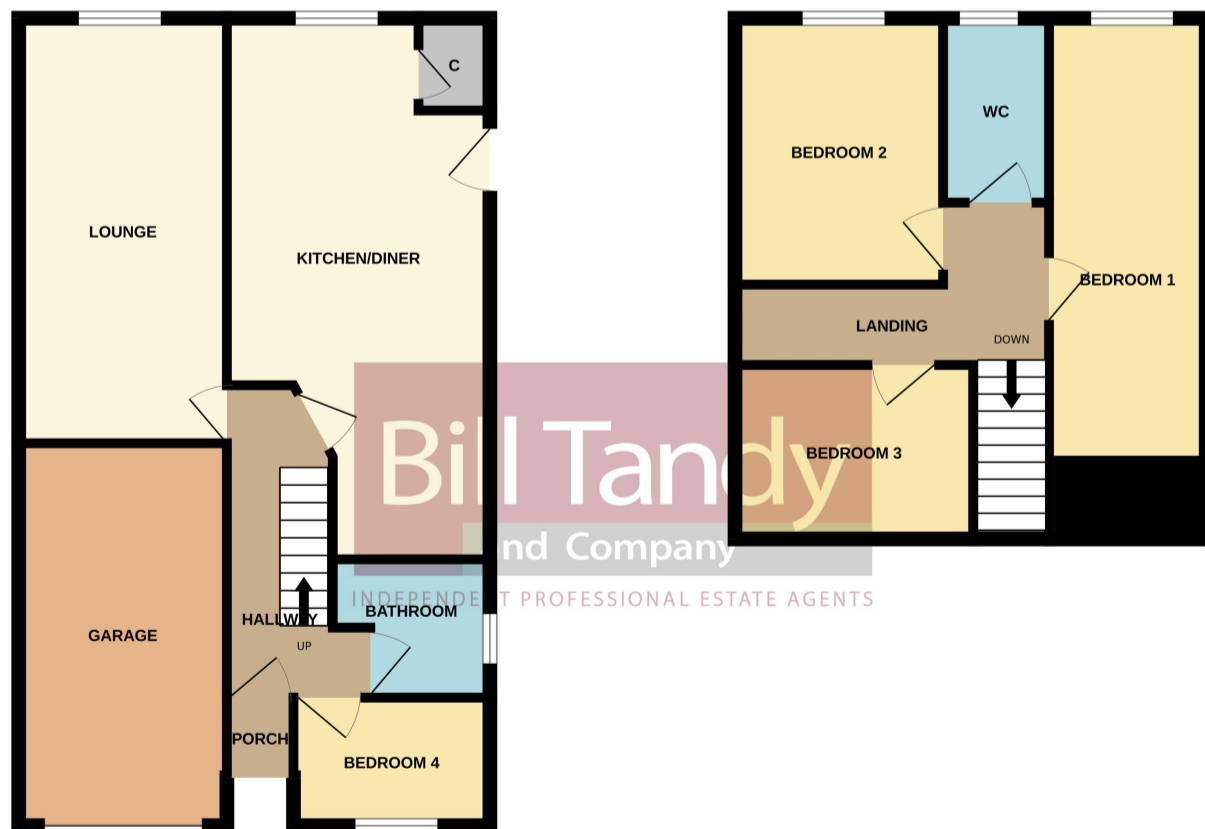 LOUNGE
KITCHEN/DINER
C
GARAGE
HALLWAY
UP
BATHROOM
PORCH
BEDROOM 4
BEDROOM 2
WC
BEDROOM 1
LANDING
DOWN
BEDROOM 3
Bill Tandy
and Company
INDEPENDENT PROFESSIONAL ESTATE AGENTS